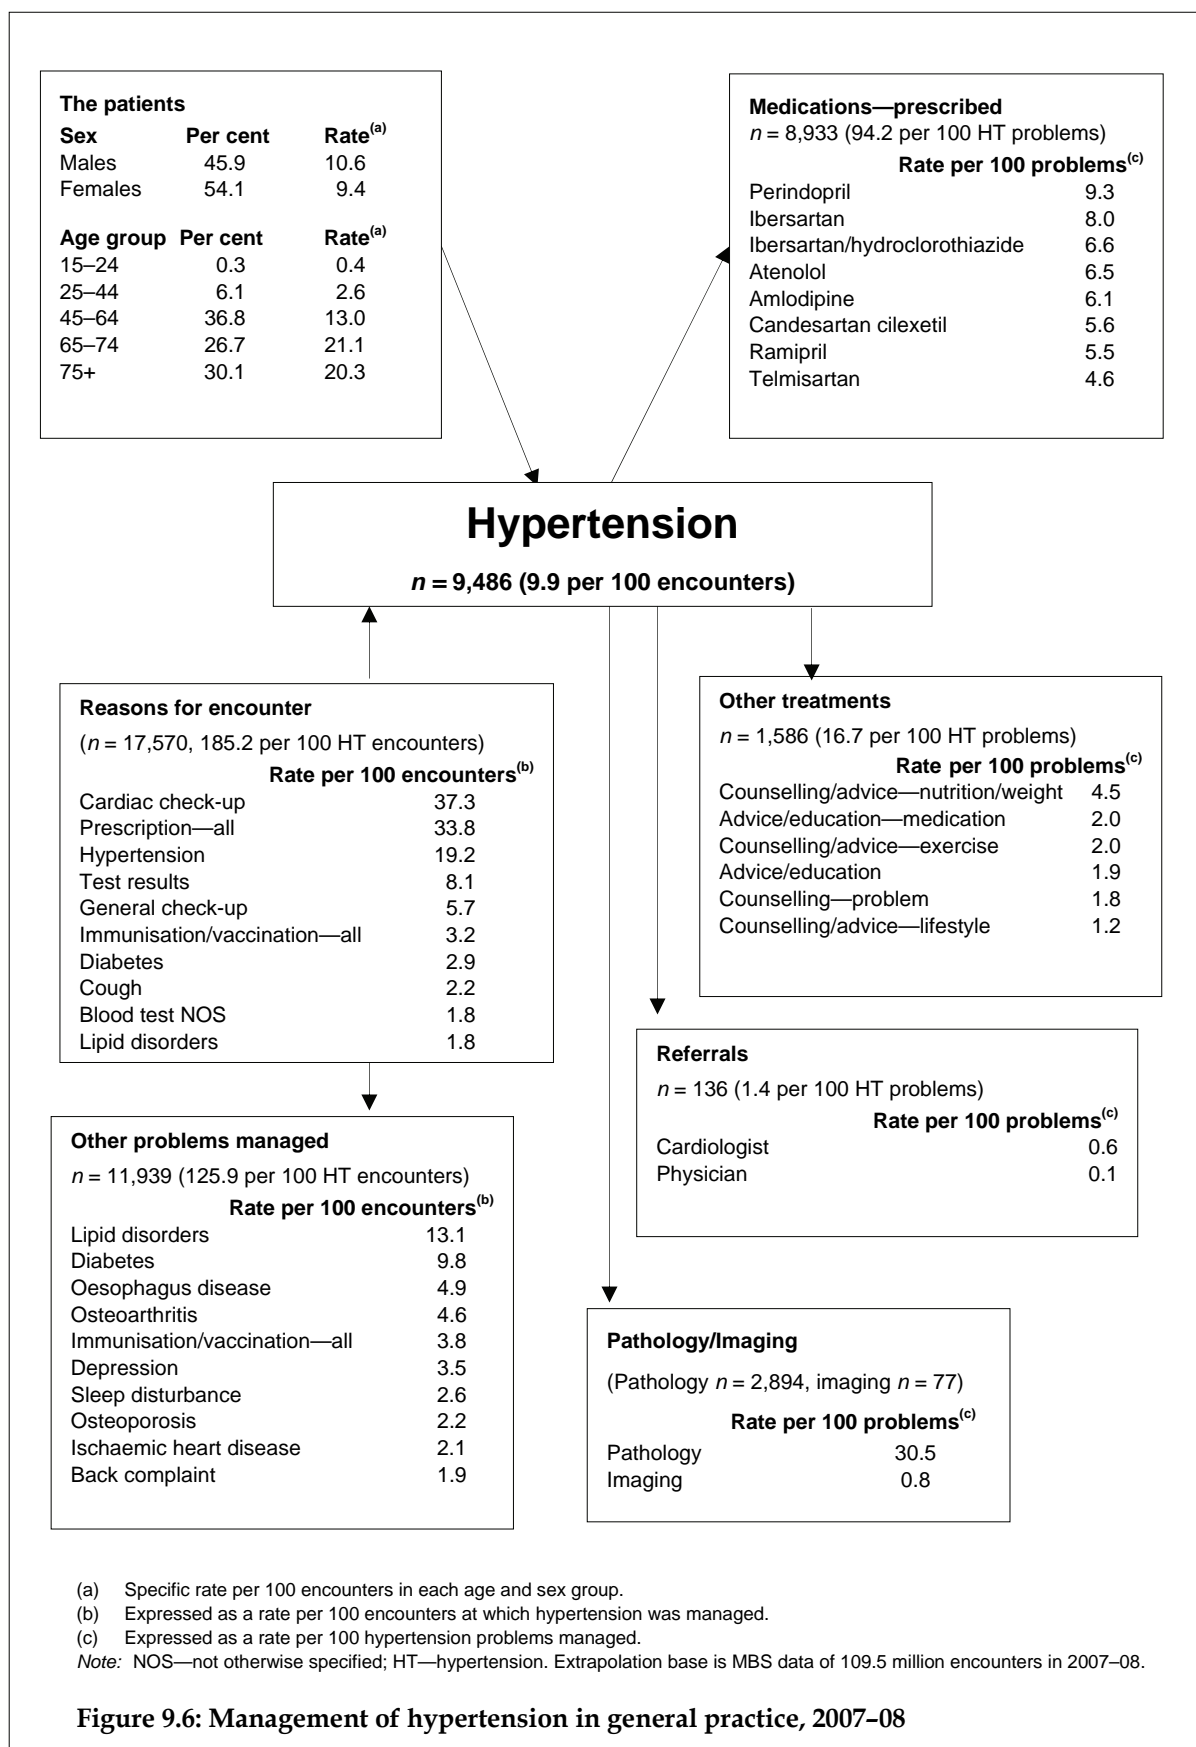 The patients
Sex Per cent Rate(a)
Males 45.9 10.6
Females 54.1 9.4
Age group Per cent Rate(a)
15–24 0.3 0.4
25–44 6.1 2.6
45–64 36.8 13.0
65–74 26.7 21.1
75+ 30.1 20.3
Medications—prescribed
n = 8,933 (94.2 per 100 HT problems)
Rate per 100 problems(c)
Perindopril 9.3
Ibersartan 8.0
Ibersartan/hydroclorothiazide 6.6
Atenolol 6.5
Amlodipine 6.1
Candesartan cilexetil 5.6
Ramipril 5.5
Telmisartan 4.6
Hypertension
n = 9,486 (9.9 per 100 encounters)
Reasons for encounter
(n = 17,570, 185.2 per 100 HT encounters)
Rate per 100 encounters(b)
Cardiac check-up 37.3
Prescription—all 33.8
Hypertension 19.2
Test results 8.1
General check-up 5.7
Immunisation/vaccination—all 3.2
Diabetes 2.9
Cough 2.2
Blood test NOS 1.8
Lipid disorders 1.8
Other treatments
n = 1,586 (16.7 per 100 HT problems)
Rate per 100 problems(c)
Counselling/advice—nutrition/weight 4.5
Advice/education—medication 2.0
Counselling/advice—exercise 2.0
Advice/education 1.9
Counselling—problem 1.8
Counselling/advice—lifestyle 1.2
Referrals
n = 136 (1.4 per 100 HT problems)
Rate per 100 problems(c)
Cardiologist 0.6
Physician 0.1
Other problems managed
n = 11,939 (125.9 per 100 HT encounters)
Rate per 100 encounters(b)
Lipid disorders 13.1
Diabetes 9.8
Oesophagus disease 4.9
Osteoarthritis 4.6
Immunisation/vaccination—all 3.8
Depression 3.5
Sleep disturbance 2.6
Osteoporosis 2.2
Ischaemic heart disease 2.1
Back complaint 1.9
Pathology/Imaging
(Pathology n = 2,894, imaging n = 77)
Rate per 100 problems(c)
Pathology 30.5
Imaging 0.8
(a) Specific rate per 100 encounters in each age and sex group.
(b) Expressed as a rate per 100 encounters at which hypertension was managed.
(c) Expressed as a rate per 100 hypertension problems managed.
Note: NOS—not otherwise specified; HT—hypertension. Extrapolation base is MBS data of 109.5 million encounters in 2007–08.
Figure 9.6: Management of hypertension in general practice, 2007–08